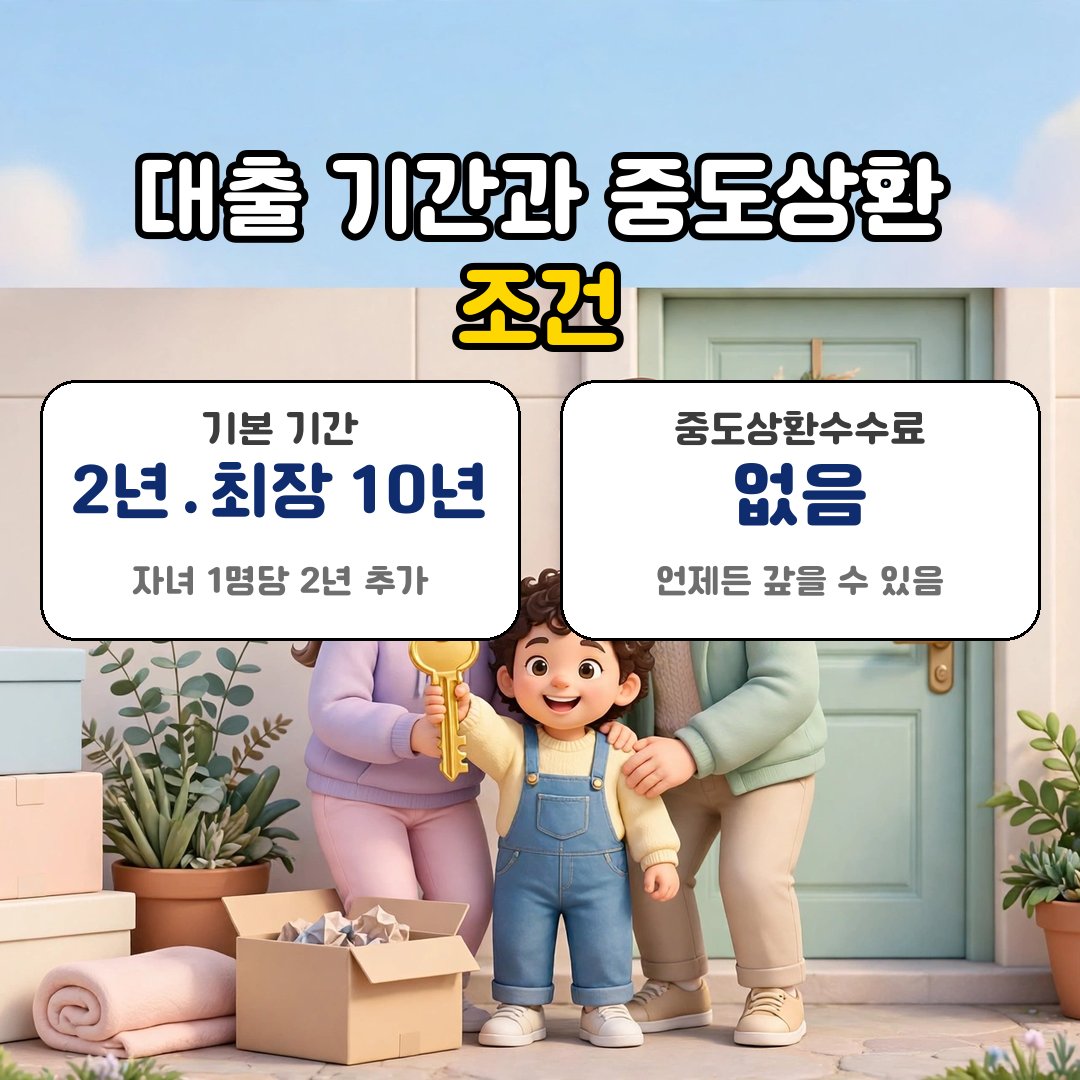 대출 기간과 중도상환
조건
기본 기간
2년.최장 10년
자녀 1명당 2년 추가
중도상환수수료
없음
언제든 갚을 수 있음